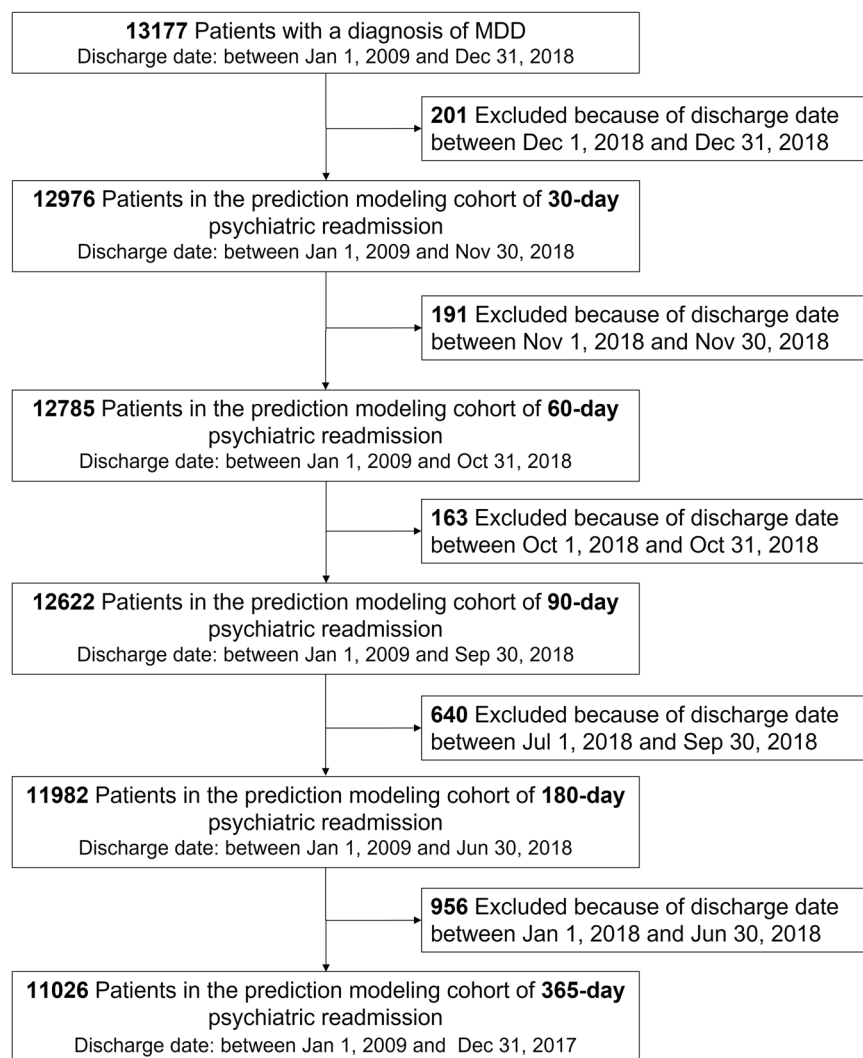 13177 Patients with a diagnosis of MDD
Discharge date: between Jan 1, 2009 and Dec 31, 2018
201 Excluded because of discharge date
between Dec 1, 2018 and Dec 31, 2018
12976 Patients in the prediction modeling cohort of 30-day
psychiatric readmission
Discharge date: between Jan 1, 2009 and Nov 30, 2018
191 Excluded because of discharge date
between Nov 1, 2018 and Nov 30, 2018
12785 Patients in the prediction modeling cohort of 60-day
psychiatric readmission
Discharge date: between Jan 1, 2009 and Oct 31, 2018
163 Excluded because of discharge date
between Oct 1, 2018 and Oct 31, 2018
12622 Patients in the prediction modeling cohort of 90-day
psychiatric readmission
Discharge date: between Jan 1, 2009 and Sep 30, 2018
640 Excluded because of discharge date
between Jul 1, 2018 and Sep 30, 2018
11982 Patients in the prediction modeling cohort of 180-day
psychiatric readmission
Discharge date: between Jan 1, 2009 and Jun 30, 2018
956 Excluded because of discharge date
between Jan 1, 2018 and Jun 30, 2018
11026 Patients in the prediction modeling cohort of 365-day
psychiatric readmission
Discharge date: between Jan 1, 2009 and Dec 31, 2017